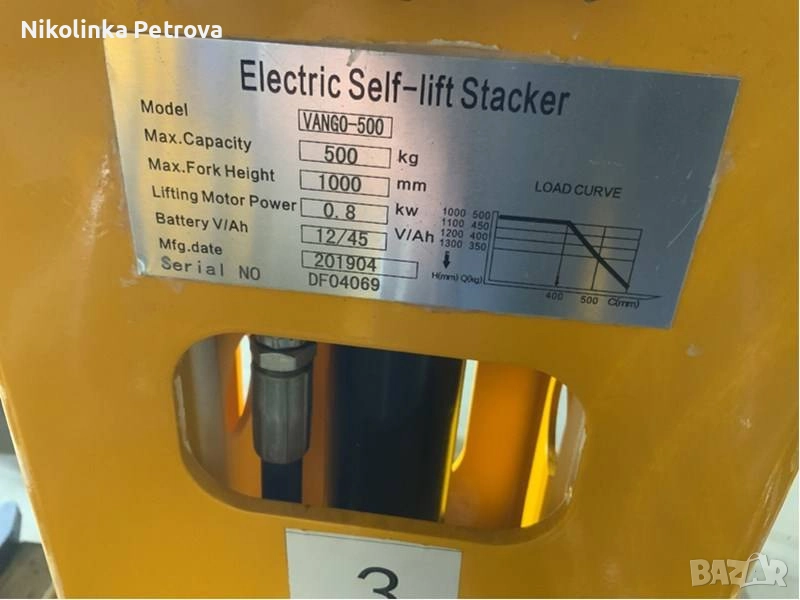 Nikolinka Petrova
Electric Self-lift Stacker
Model VANGO-500
Max.Capacity 500 kg
Max.Fork Height 1000 mm
Lifting Motor Power 0.8 kw
Battery V/Ah 12/45 V/Ah
Mfg.date 201904
Serial NO DF04069
LOAD CURVE
1000 500
1100 450
1200 400
1300 350
H(mm) Q(kg)
400 500 C(mm)
3
BAZAR